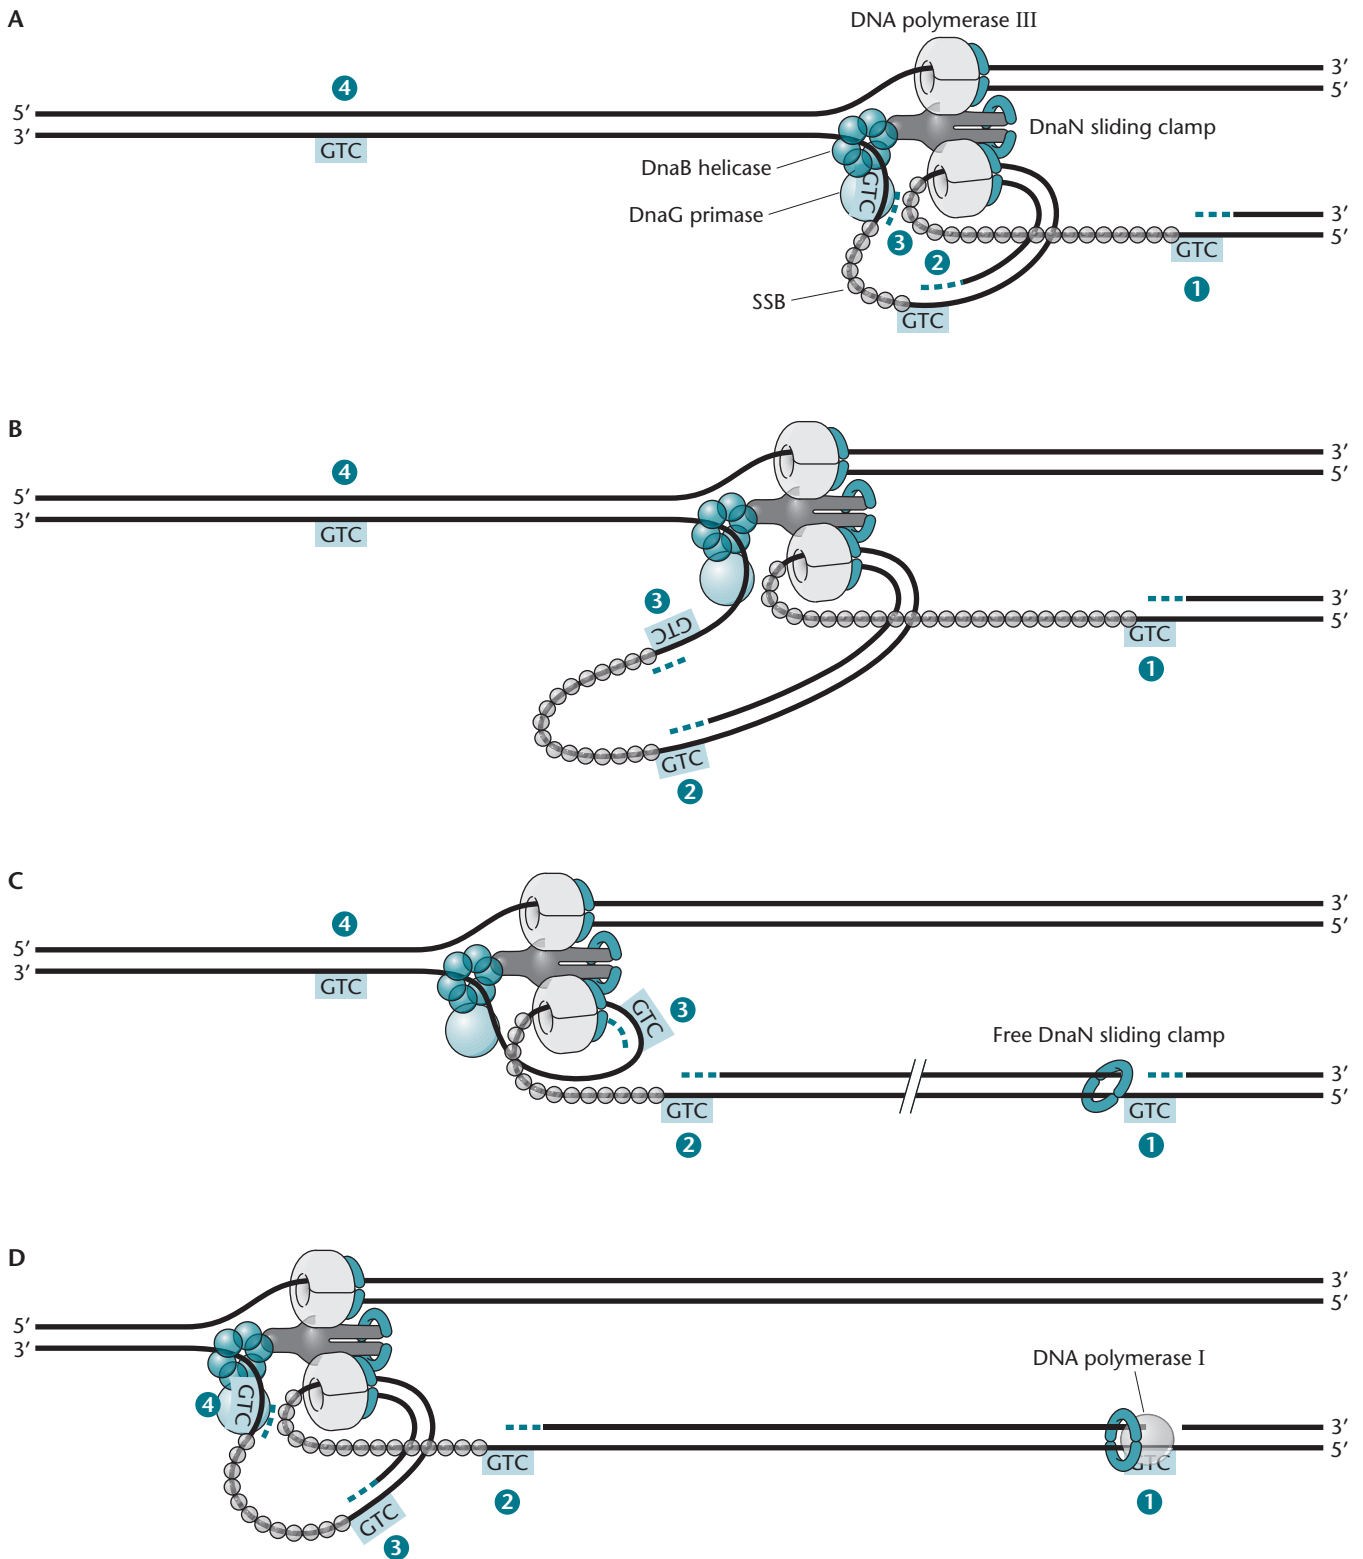 A
DNA polymerase III
3′
5′
4
5′
3′
GTC
DnaN sliding clamp
DnaB helicase
GTC
DnaG primase
3
2
3′
5′
GTC
1
SSB
GTC
B
4
3′
5′
5′
3′
GTC
3
GTC
3′
5′
GTC
1
GTC
2
C
4
3′
5′
5′
3′
GTC
GTC
3
Free DnaN sliding clamp
3′
5′
GTC
GTC
2
1
D
3′
5′
5′
3′
DNA polymerase I
4
GTC
3′
5′
GTC
GTC
2
1
GTC
3